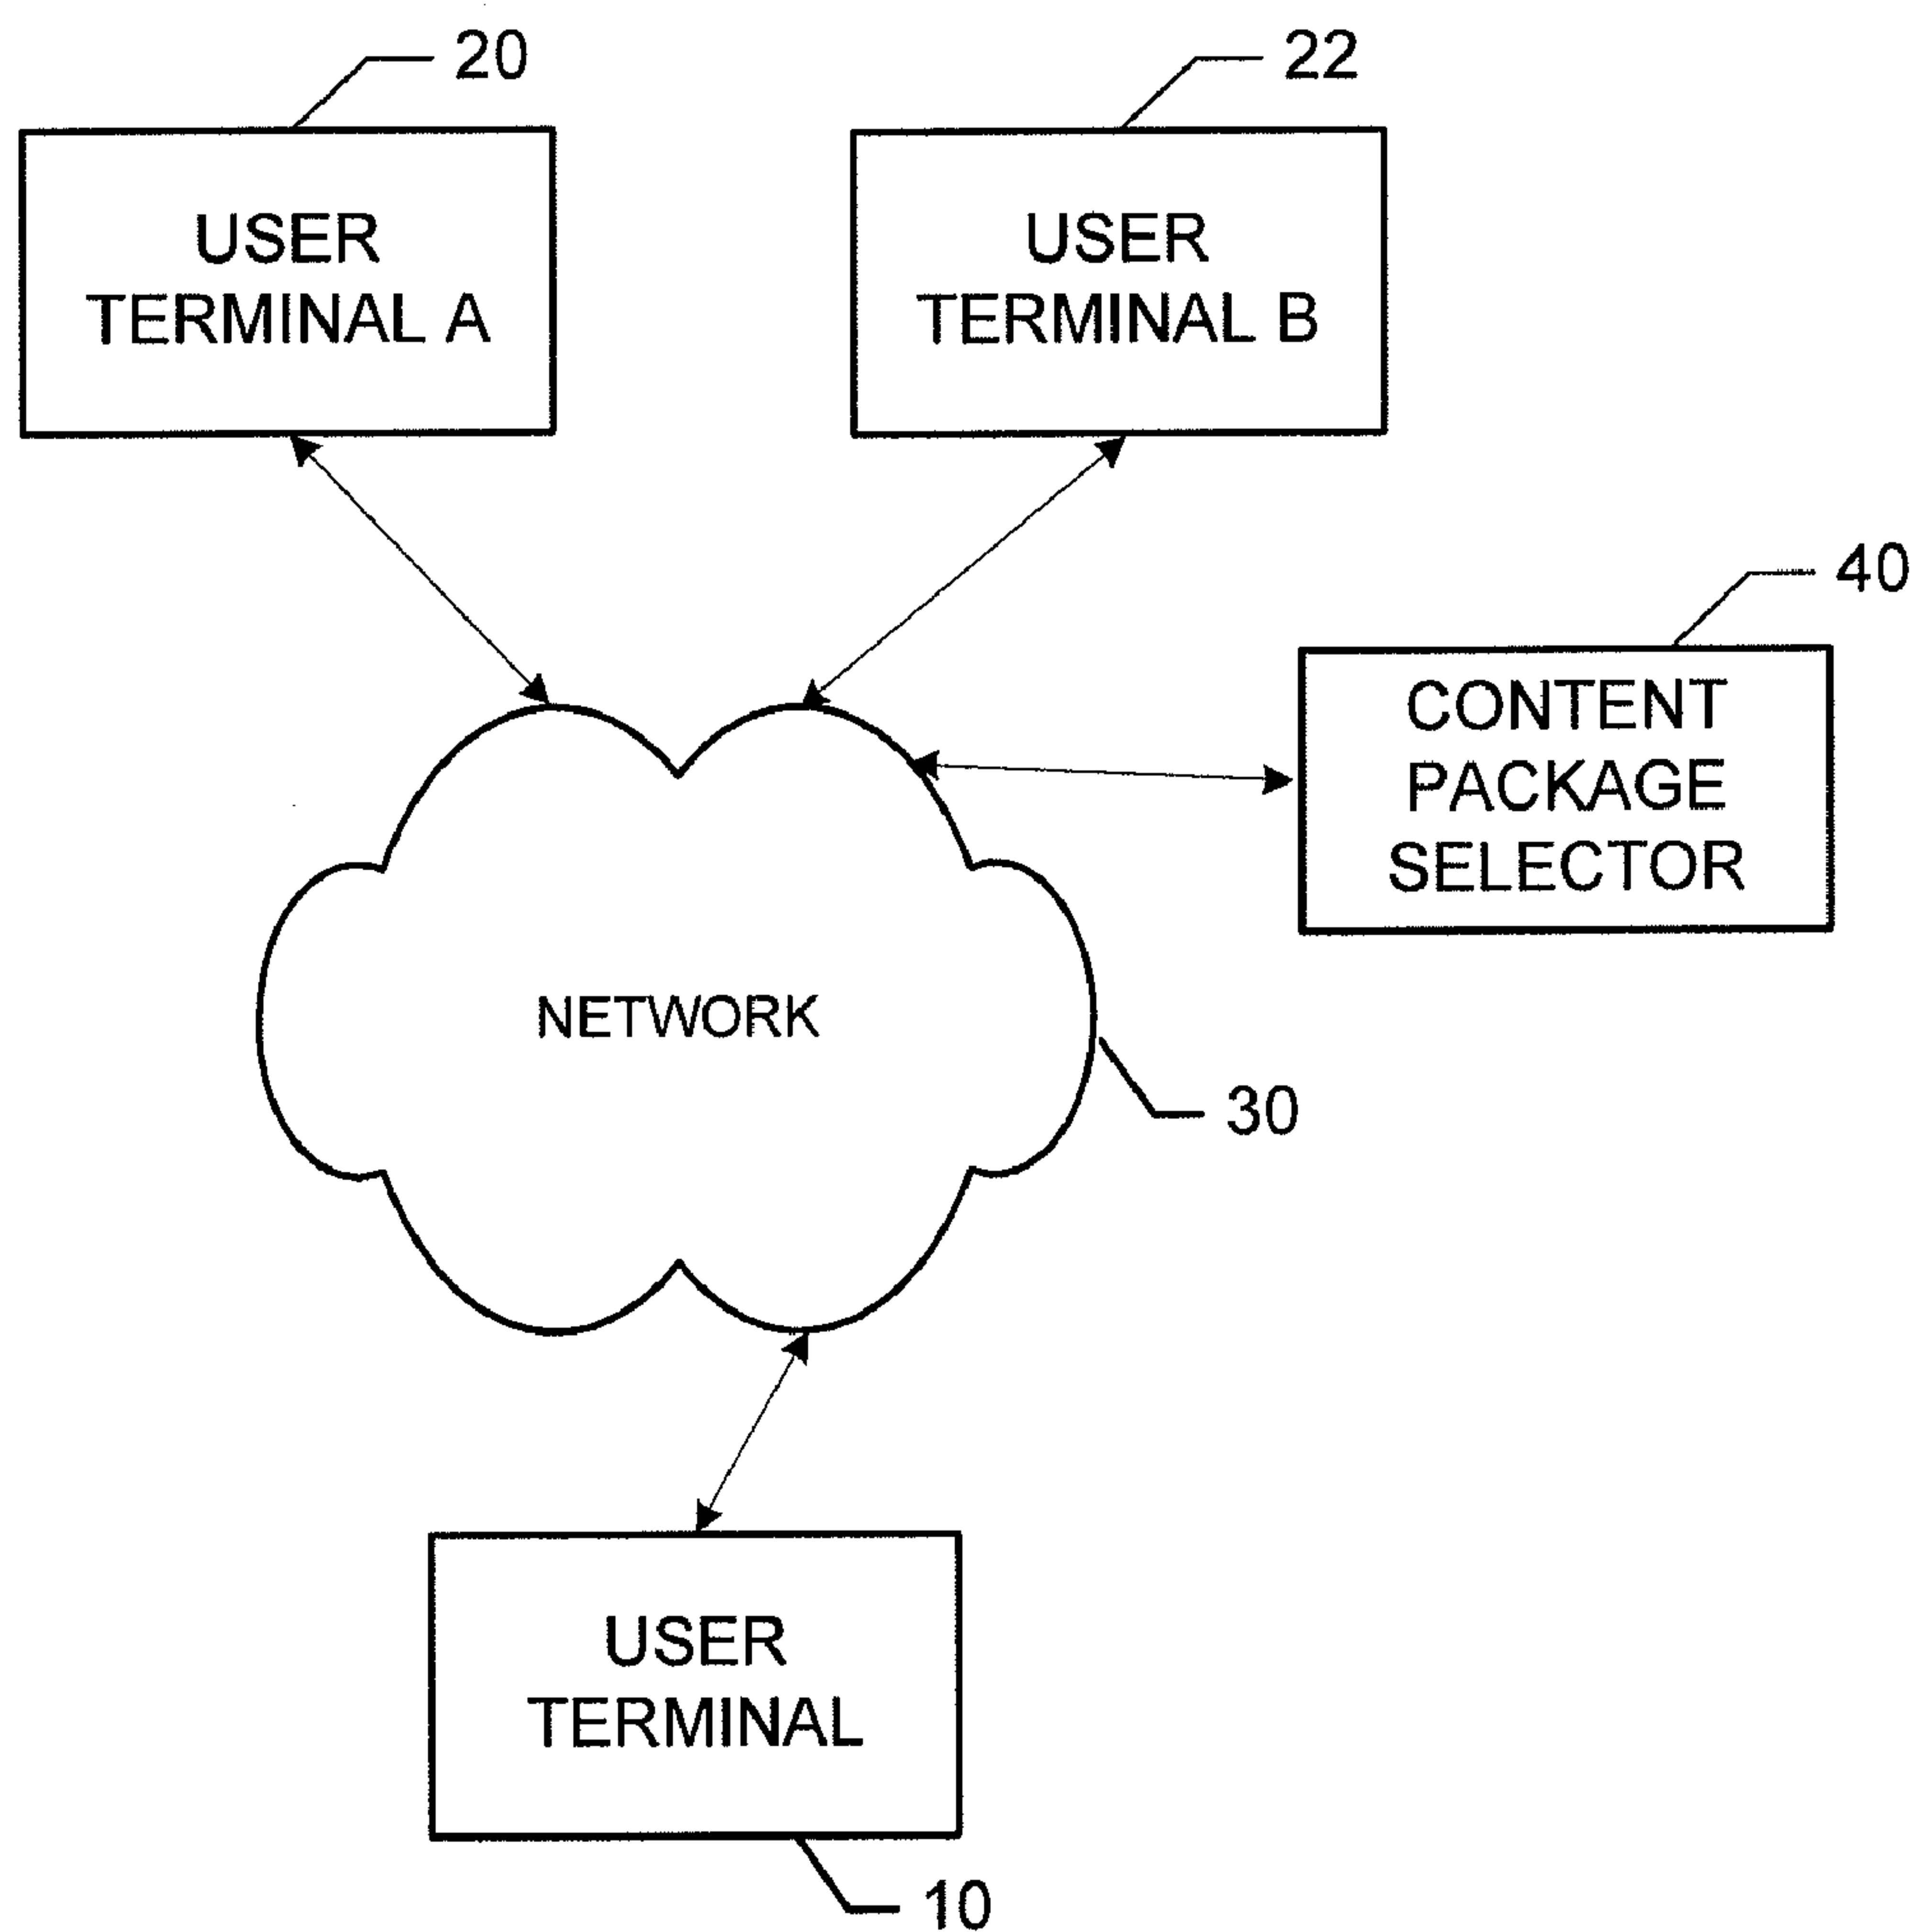 20
22
USER
TERMINAL A
USER
TERMINAL B
40
CONTENT
PACKAGE
SELECTOR
NETWORK
30
USER
TERMINAL
10